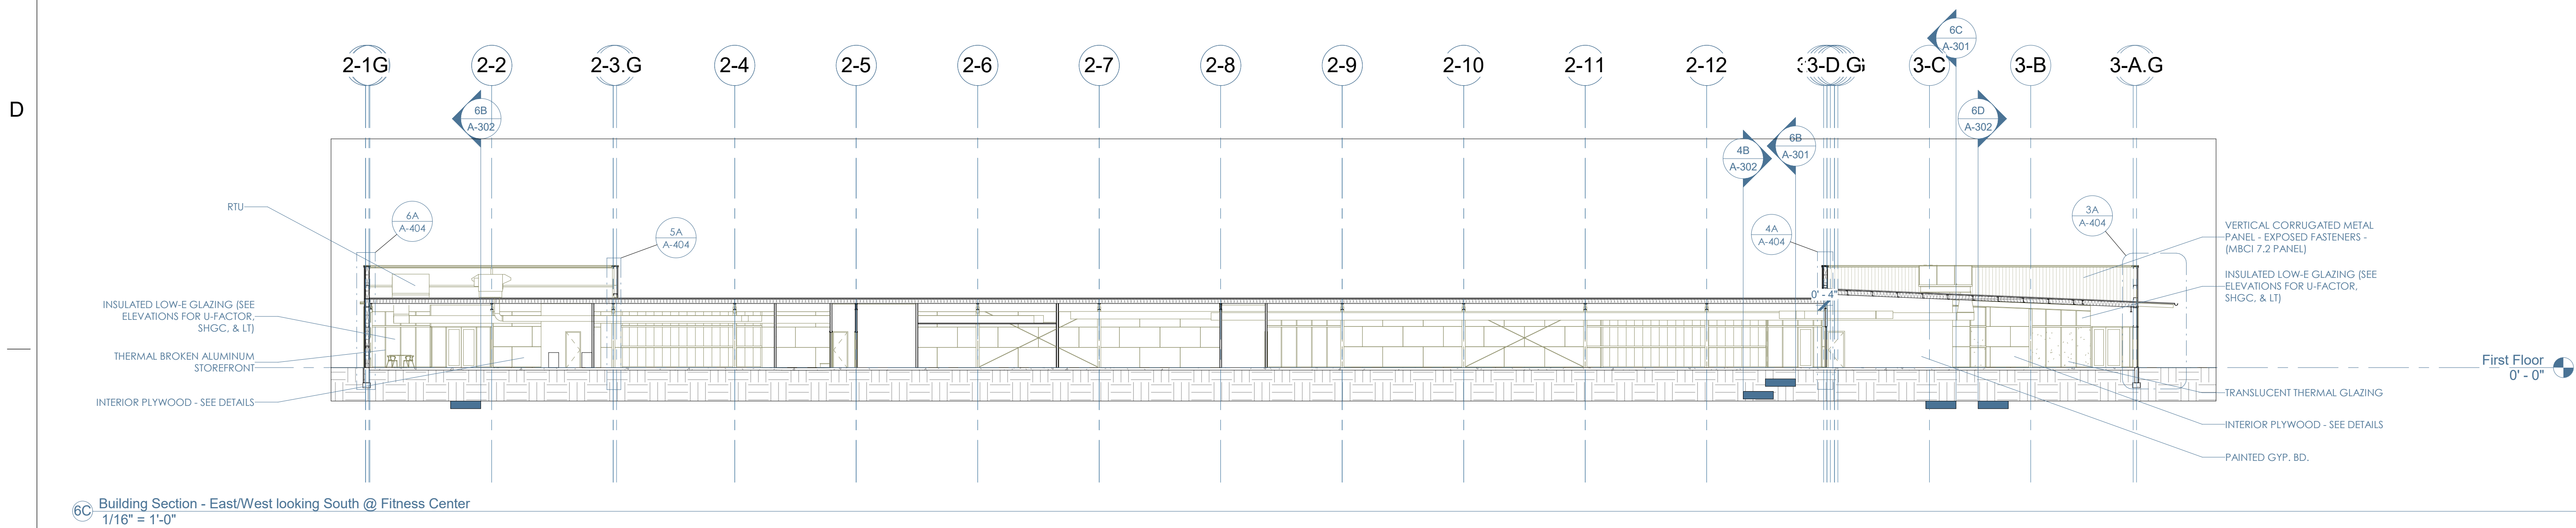 D
2-1G
2-2
2-3.G
2-4
2-5
2-6
2-7
2-8
2-9
2-10
2-11
2-12
3-D.G
3-C
3-B
3-A.G
6C
A-301
6B
A-302
6D
A-302
4B
A-302
6B
A-301
RTU
6A
A-404
5A
A-404
4A
A-404
3A
A-404
0' - 4"
INSULATED LOW-E GLAZING (SEE
ELEVATIONS FOR U-FACTOR,
SHGC, & LT)
THERMAL BROKEN ALUMINUM
STOREFRONT
INTERIOR PLYWOOD - SEE DETAILS
VERTICAL CORRUGATED METAL
PANEL - EXPOSED FASTENERS -
(MBCI 7.2 PANEL)
INSULATED LOW-E GLAZING (SEE
ELEVATIONS FOR U-FACTOR,
SHGC, & LT)
First Floor
0' - 0"
TRANSLUCENT THERMAL GLAZING
INTERIOR PLYWOOD - SEE DETAILS
PAINTED GYP. BD.
6C
Building Section - East/West looking South @ Fitness Center
1/16" = 1'-0"